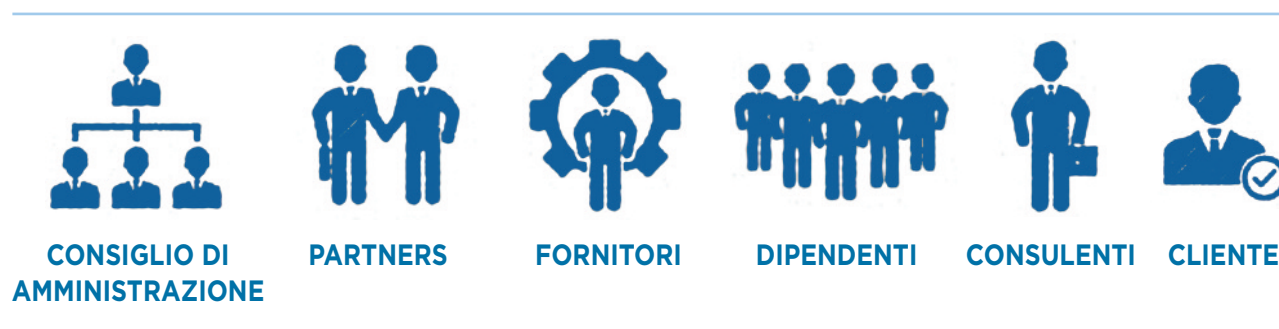 CONSIGLIO DI
AMMINISTRAZIONE
PARTNERS
FORNITORI
DIPENDENTI
CONSULENTI
CLIENTE